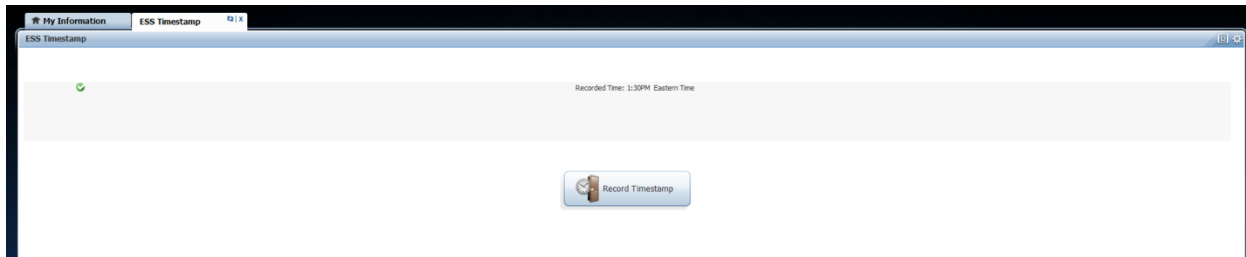 My Information
ESS Timestamp
X
ESS Timestamp
Recorded Time: 1:30PM Eastern Time
Record Timestamp